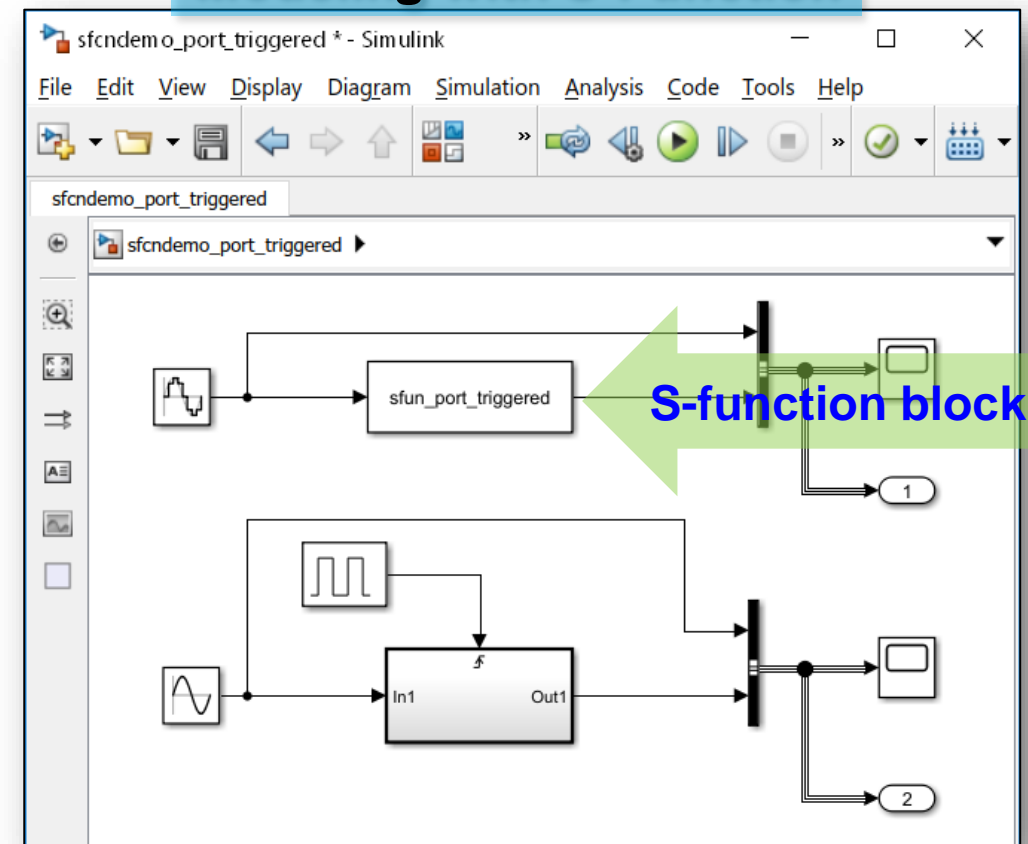 sfcndemo_port_triggered * - Simulink
File Edit View Display Diagram Simulation Analysis Code Tools Help
sfcndemo_port_triggered
sfcndemo_port_triggered
sfun_port_triggered
S-function block
1
In1
Out1
2